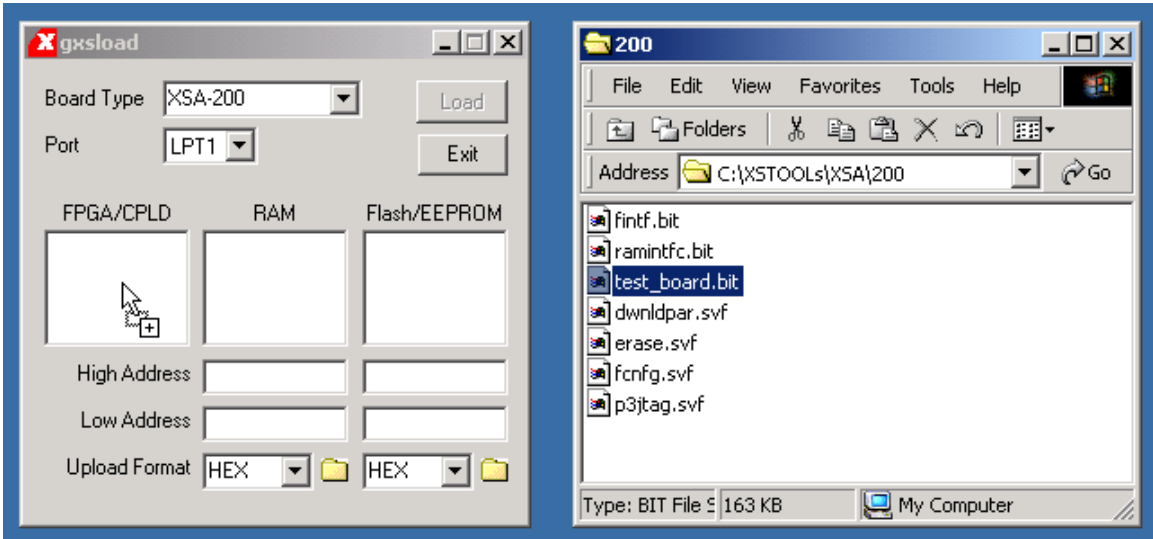 gxsload
Board Type XSA-200 Load
Port LPT1 Exit
FPGA/CPLD RAM Flash/EEPROM
High Address
Low Address
Upload Format HEX HEX
200
File Edit View Favorites Tools Help
Folders
Address C:\XSTOOLs\XSA\200 Go
fintf.bit
ramintfc.bit
test_board.bit
dwnldpar.svf
erase.svf
fcnfg.svf
p3jtag.svf
Type: BIT File S 163 KB My Computer